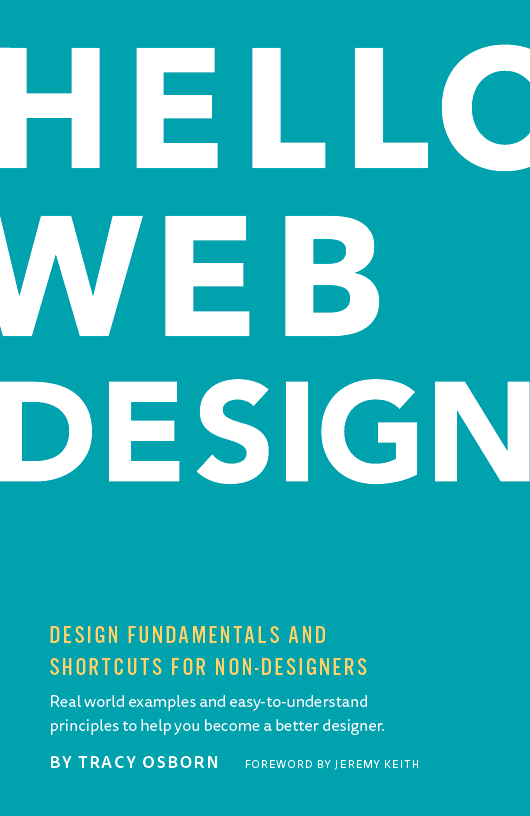 HELLO
WEB
DESIGN
DESIGN FUNDAMENTALS AND
SHORTCUTS FOR NON-DESIGNERS
Real world examples and easy-to-understand
principles to help you become a better designer.
BY TRACY OSBORN FOREWORD BY JEREMY KEITH